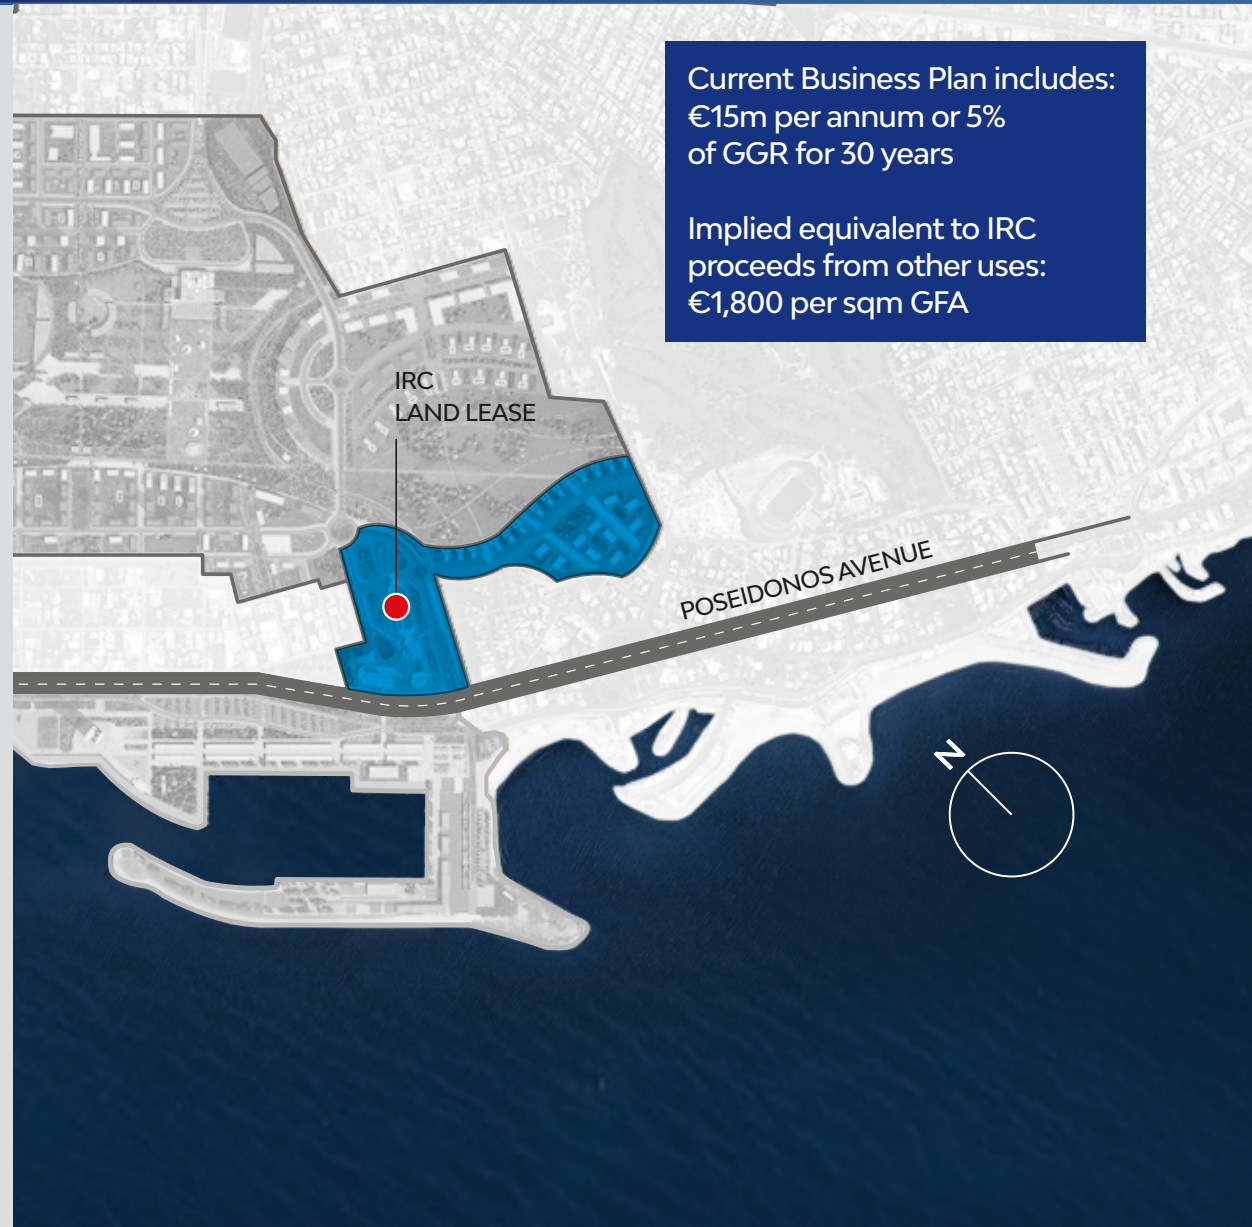 Current Business Plan includes:
€15m per annum or 5%
of GGR for 30 years
Implied equivalent to IRC
proceeds from other uses:
€1,800 per sqm GFA
IRC
LAND LEASE
POSEIDONOS AVENUE
N